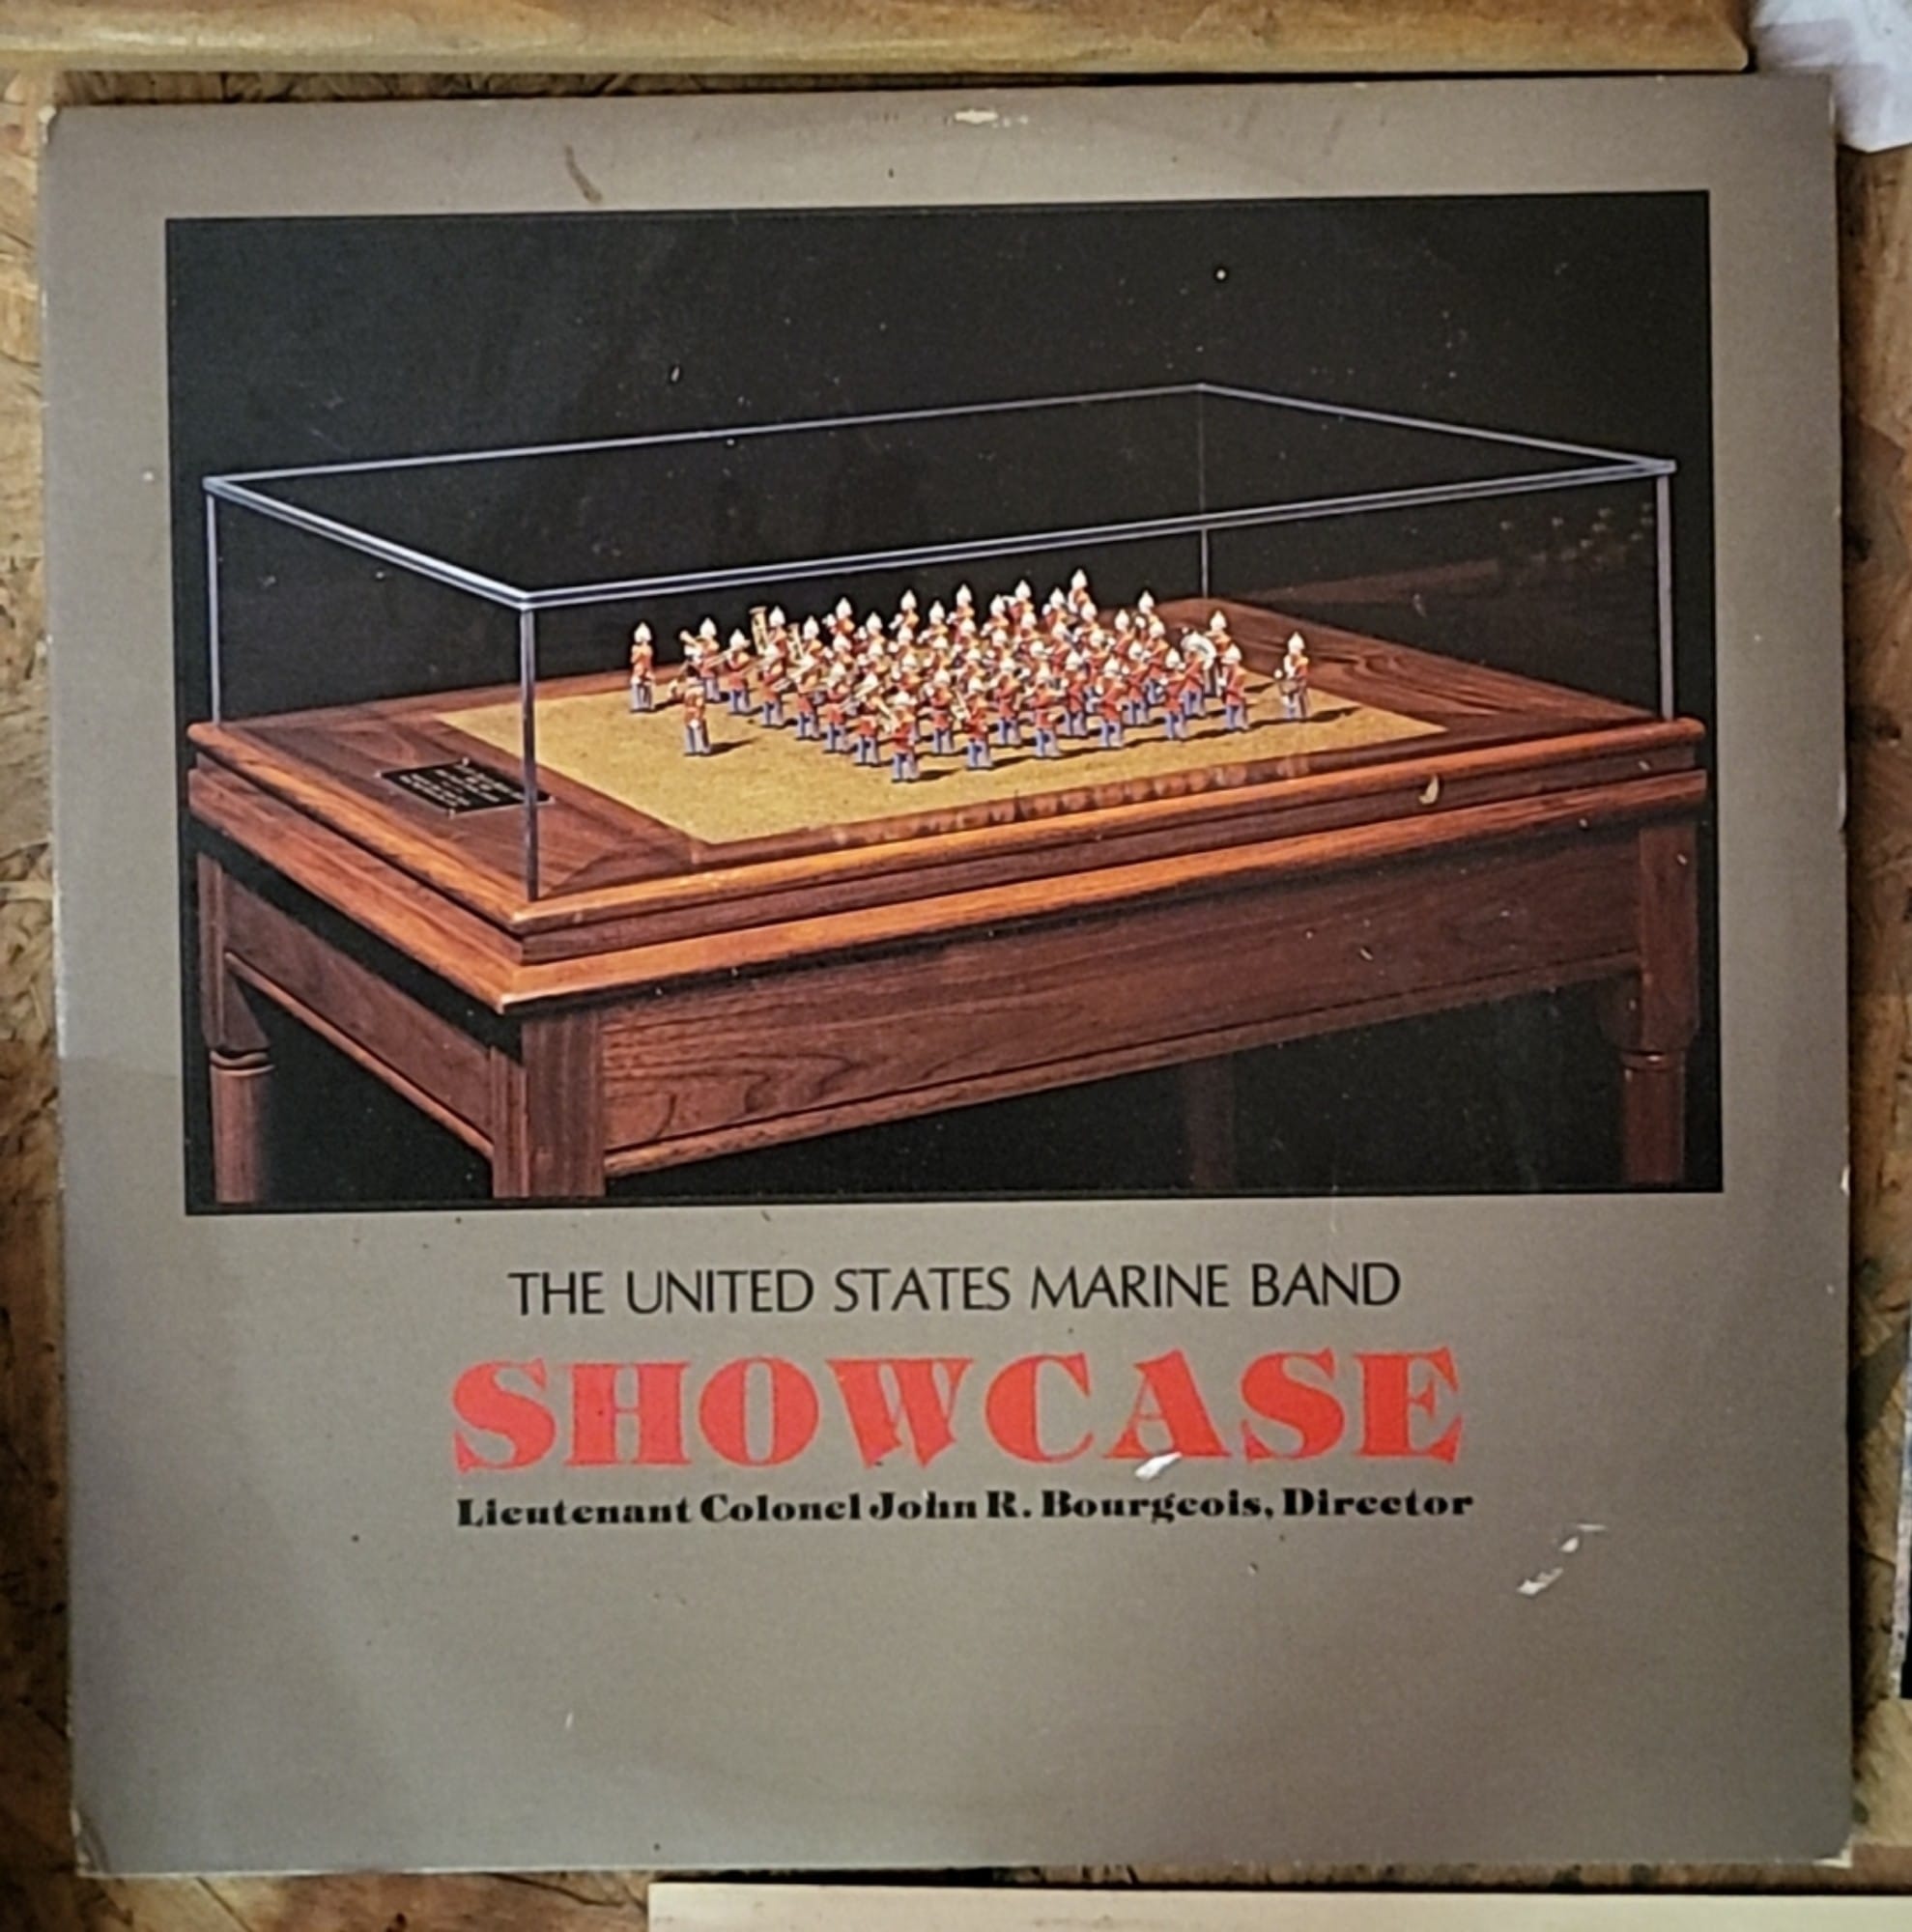 THE UNITED STATES MARINE BAND
SHOWCASE
Lieutenant Colonel John R. Bourgeois, Director